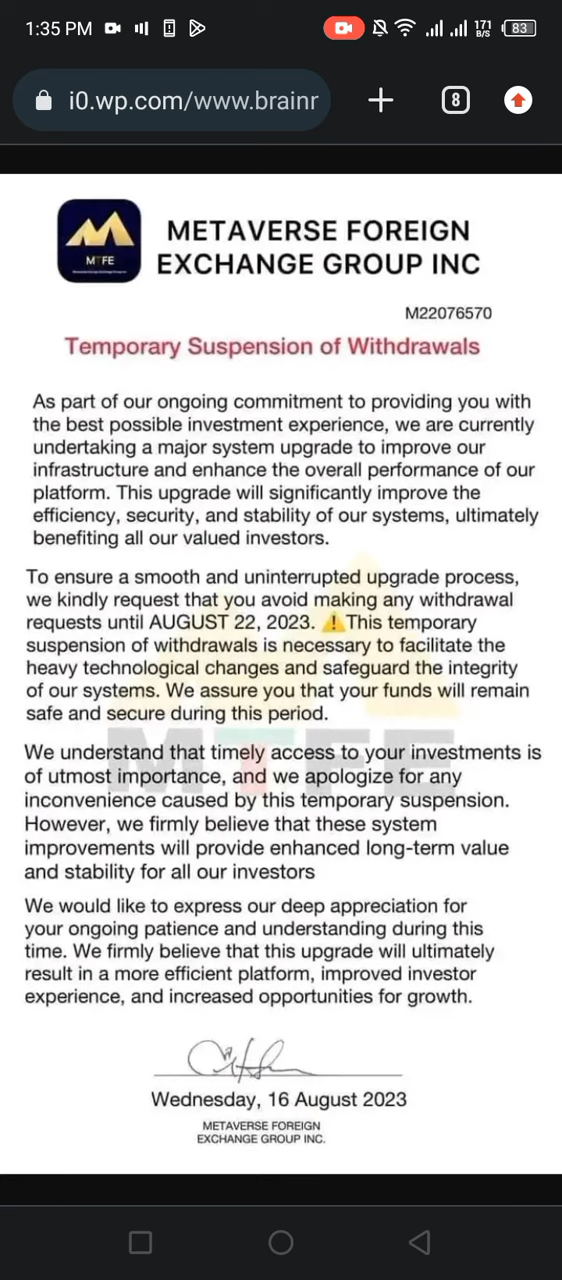 1:35 PM
171
B/S
83
i0.wp.com/www.brainr
8
METAVERSE FOREIGN
EXCHANGE GROUP INC
MTFE
M22076570
Temporary Suspension of Withdrawals
As part of our ongoing commitment to providing you with
the best possible investment experience, we are currently
undertaking a major system upgrade to improve our
infrastructure and enhance the overall performance of our
platform. This upgrade will significantly improve the
efficiency, security, and stability of our systems, ultimately
benefiting all our valued investors.
To ensure a smooth and uninterrupted upgrade process,
we kindly request that you avoid making any withdrawal
requests until AUGUST 22, 2023. ⚠️This temporary
suspension of withdrawals is necessary to facilitate the
heavy technological changes and safeguard the integrity
of our systems. We assure you that your funds will remain
safe and secure during this period.
MTFE
We understand that timely access to your investments is
of utmost importance, and we apologize for any
inconvenience caused by this temporary suspension.
However, we firmly believe that these system
improvements will provide enhanced long-term value
and stability for all our investors
We would like to express our deep appreciation for
your ongoing patience and understanding during this
time. We firmly believe that this upgrade will ultimately
result in a more efficient platform, improved investor
experience, and increased opportunities for growth.
Wednesday, 16 August 2023
METAVERSE FOREIGN
EXCHANGE GROUP INC.